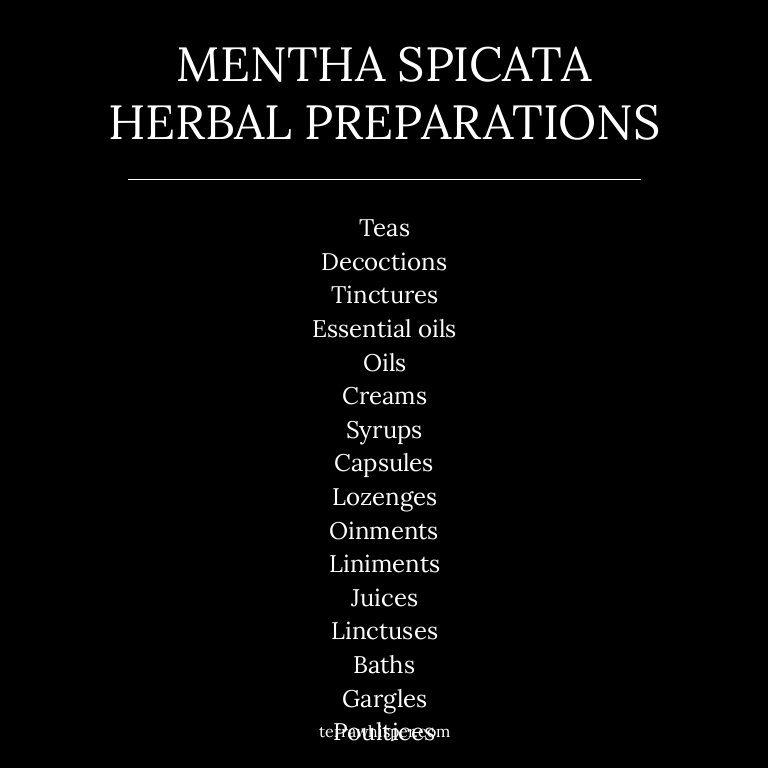 MENTHA SPICATA
HERBAL PREPARATIONS
Teas
Decoctions
Tinctures
Essential oils
Oils
Creams
Syrups
Capsules
Lozenges
Oinments
Liniments
Juices
Linctuses
Baths
Gargles
Poultices
terrawhisper.com